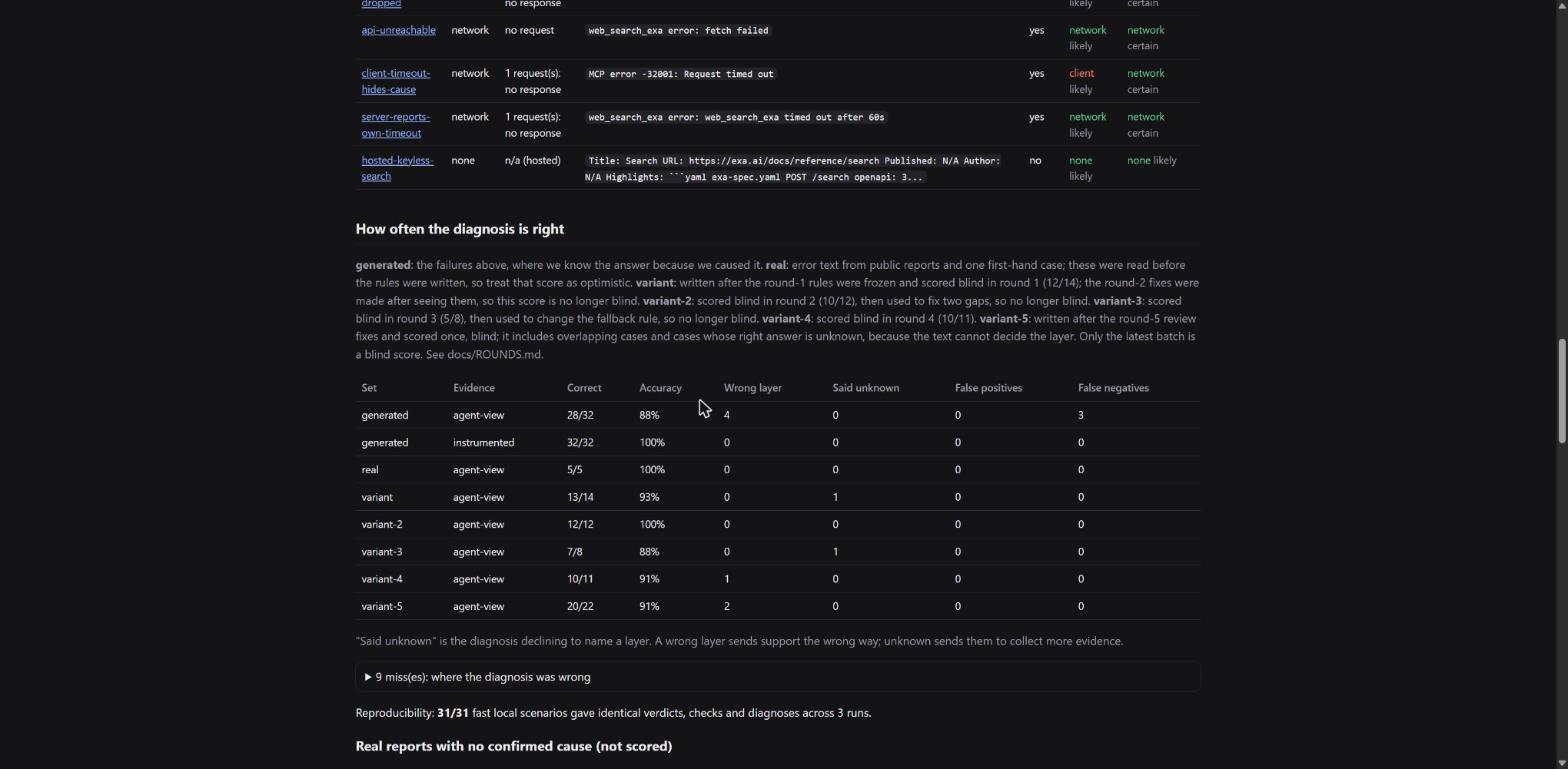 dropped no response likely certain
api-unreachable network no request web_search_exa error: fetch failed yes network network
likely certain
client-timeout- network 1 request(s): MCP error -32001: Request timed out yes client network
hides-cause no response likely certain
server-reports- network 1 request(s): web_search_exa error: web_search_exa timed out after 60s yes network network
own-timeout no response likely certain
hosted-keyless- none n/a (hosted) Title: Search URL: https://exa.ai/docs/reference/search Published: N/A Author: no none none likely
search N/A Highlights: ```yaml exa-spec.yaml POST /search openapi: 3... likely
How often the diagnosis is right
generated: the failures above, where we know the answer because we caused it. real: error text from public reports and one first-hand case; these were read before
the rules were written, so treat that score as optimistic. variant: written after the round-1 rules were frozen and scored blind in round 1 (12/14); the round-2 fixes were
made after seeing them, so this score is no longer blind. variant-2: scored blind in round 2 (10/12), then used to fix two gaps, so no longer blind. variant-3: scored
blind in round 3 (5/8), then used to change the fallback rule, so no longer blind. variant-4: scored blind in round 4 (10/11). variant-5: written after the round-5 review
fixes and scored once, blind; it includes overlapping cases and cases whose right answer is unknown, because the text cannot decide the layer. Only the latest batch is
a blind score. See docs/ROUNDS.md.
Set Evidence Correct Accuracy Wrong layer Said unknown False positives False negatives
generated agent-view 28/32 88% 4 0 0 3
generated instrumented 32/32 100% 0 0 0 0
real agent-view 5/5 100% 0 0 0 0
variant agent-view 13/14 93% 0 1 0 0
variant-2 agent-view 12/12 100% 0 0 0 0
variant-3 agent-view 7/8 88% 0 1 0 0
variant-4 agent-view 10/11 91% 1 0 0 0
variant-5 agent-view 20/22 91% 2 0 0 0
"Said unknown" is the diagnosis declining to name a layer. A wrong layer sends support the wrong way; unknown sends them to collect more evidence.
▶ 9 miss(es): where the diagnosis was wrong
Reproducibility: 31/31 fast local scenarios gave identical verdicts, checks and diagnoses across 3 runs.
Real reports with no confirmed cause (not scored)